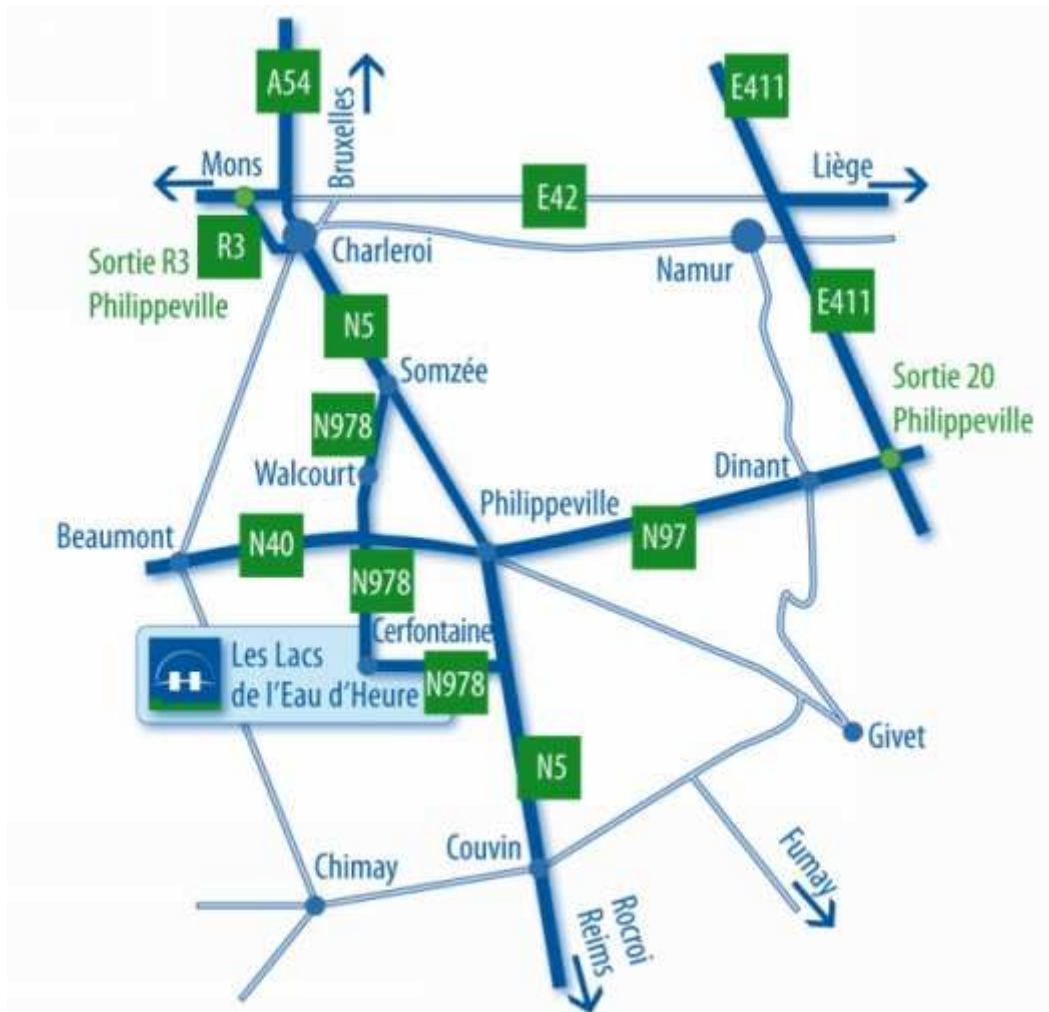 A54
Bruxelles
E411
Mons
Liège
E42
R3
Charleroi
Namur
Sortie R3
Philippeville
N5
E411
Somzée
Sortie 20
Philippeville
N978
Walcourt
Dinant
Philippeville
Beaumont
N40
N97
N978
Cerfontaine
Les Lacs
de l'Eau d'Heure
N978
Givet
N5
Couvin
Chimay
Fumay
Rocroi
Reims